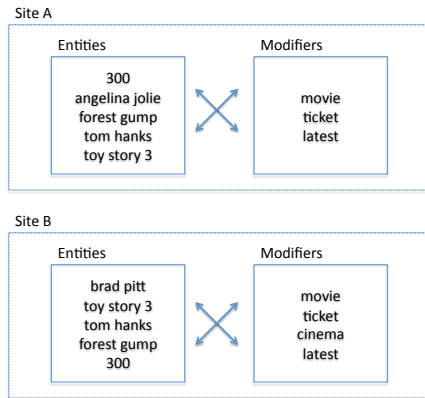 Site A
Entities
Modifiers
300
angelina jolie
forest gump
tom hanks
toy story 3
movie
ticket
latest
Site B
Entities
Modifiers
brad pitt
toy story 3
tom hanks
forest gump
300
movie
ticket
cinema
latest